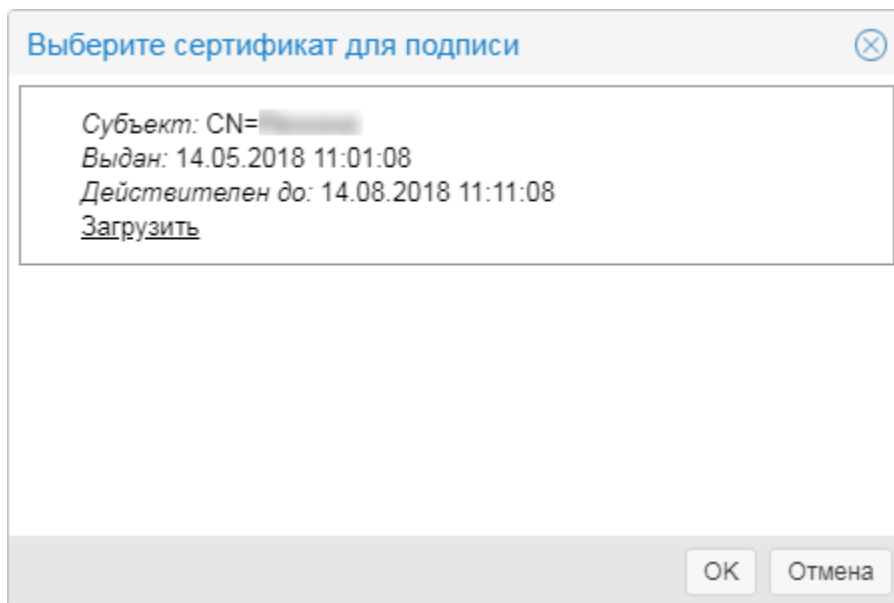 Выберите сертификат для подписи
Субъект: CN=
Выдан: 14.05.2018 11:01:08
Действителен до: 14.08.2018 11:11:08
Загрузить
OK Отмена